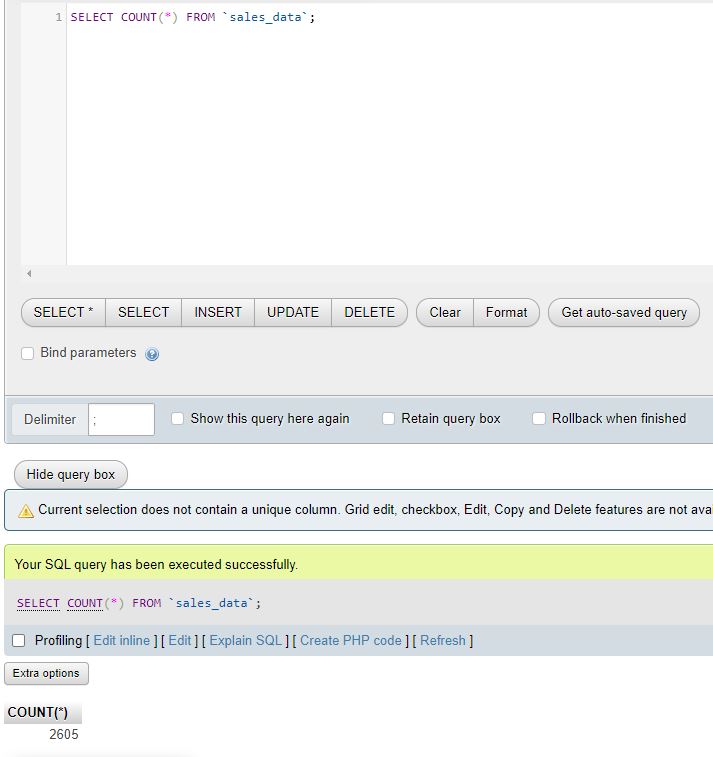 1 SELECT COUNT(*) FROM `sales_data`;
SELECT * SELECT INSERT UPDATE DELETE Clear Format Get auto-saved query
Bind parameters
Delimiter ; Show this query here again Retain query box Rollback when finished
Hide query box
Current selection does not contain a unique column. Grid edit, checkbox, Edit, Copy and Delete features are not ava
Your SQL query has been executed successfully.
SELECT COUNT(*) FROM `sales_data`;
Profiling [ Edit inline ] [ Edit ] [ Explain SQL ] [ Create PHP code ] [ Refresh ]
Extra options
COUNT(*)
2605